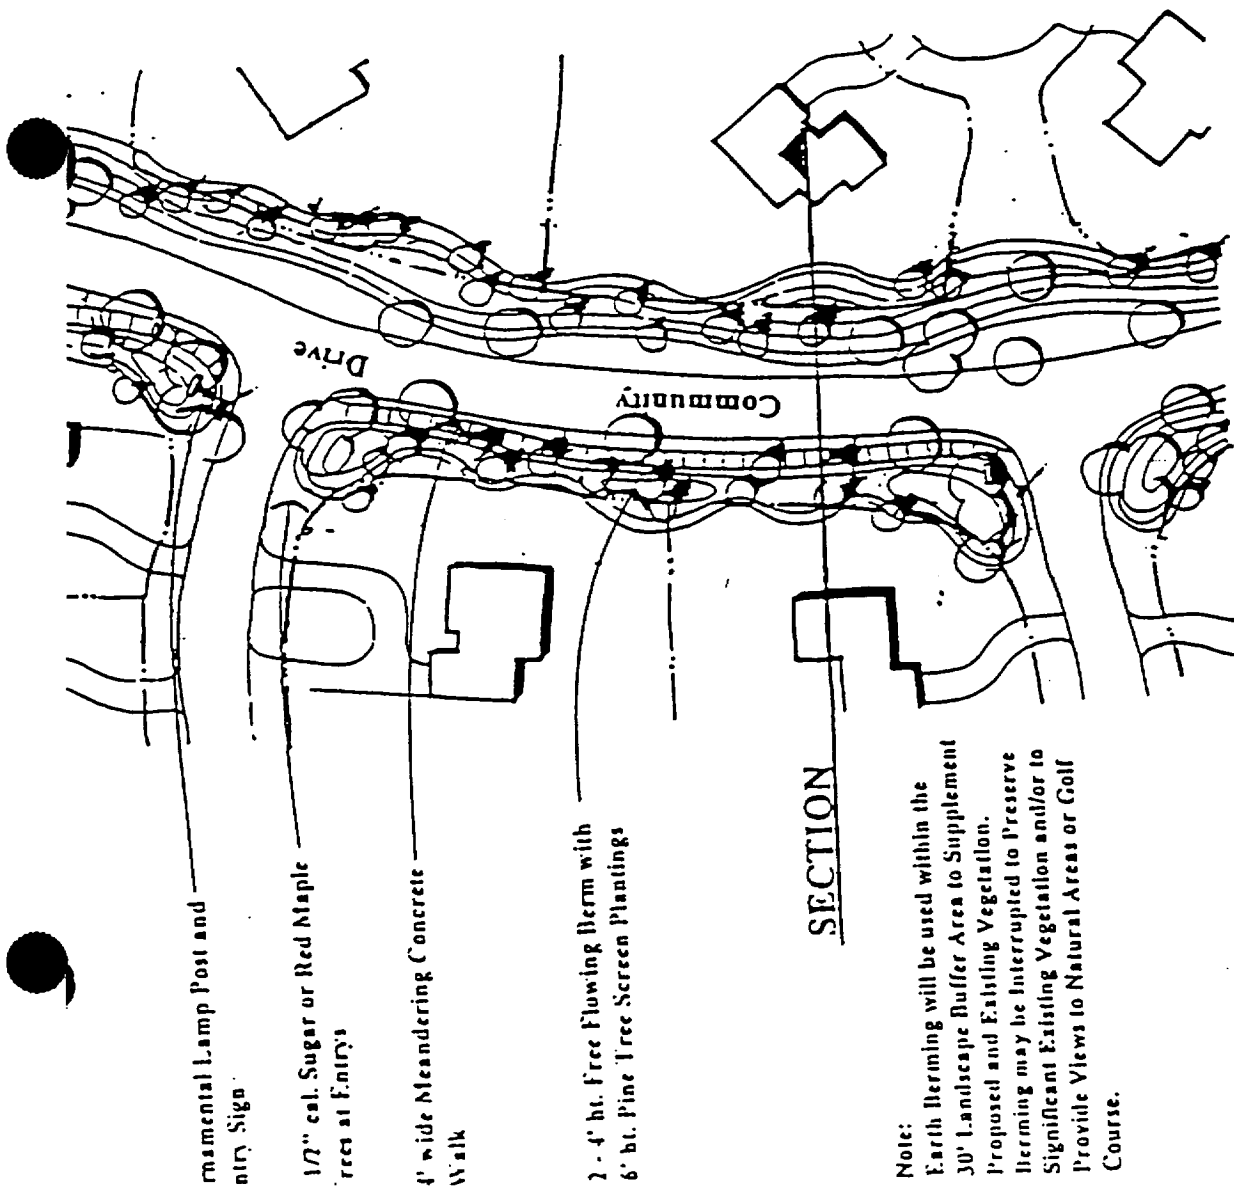 rnamental Lamp Post and
ntry Sign
1/2" cal. Sugar or Red Maple
rees at Entrys
4' wide Meandering Concrete
Walk
2 - 4' ht. Free Flowing Berm with
6' ht. Pine Tree Screen Plantings
SECTION
Note:
Earth Berming will be used within the
30' Landscape Buffer Area to Supplement
Proposed and Existing Vegetation.
Berming may be Interrupted to Preserve
Significant Existing Vegetation and/or to
Provide Views to Natural Areas or Golf
Course.
Community
Drive